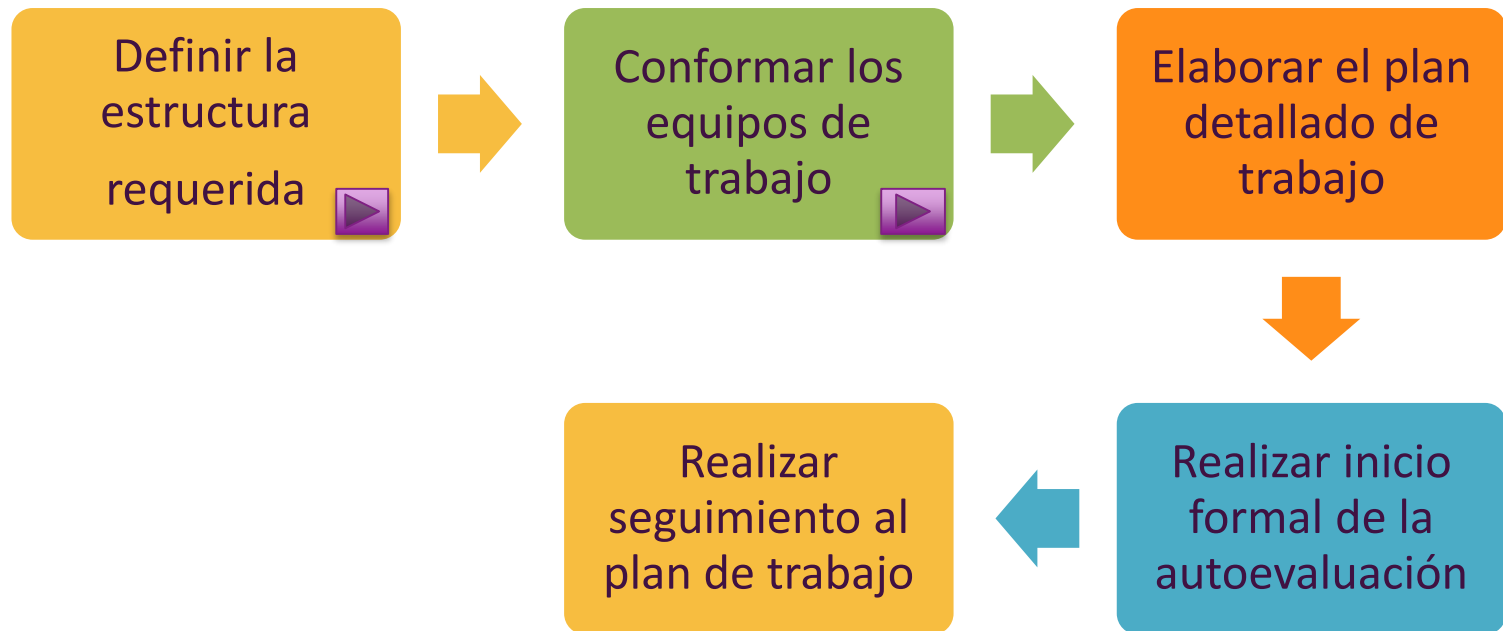 Definir la
estructura
requerida
Conformar los
equipos de
trabajo
Elaborar el plan
detallado de
trabajo
Realizar inicio
formal de la
autoevaluación
Realizar
seguimiento al
plan de trabajo